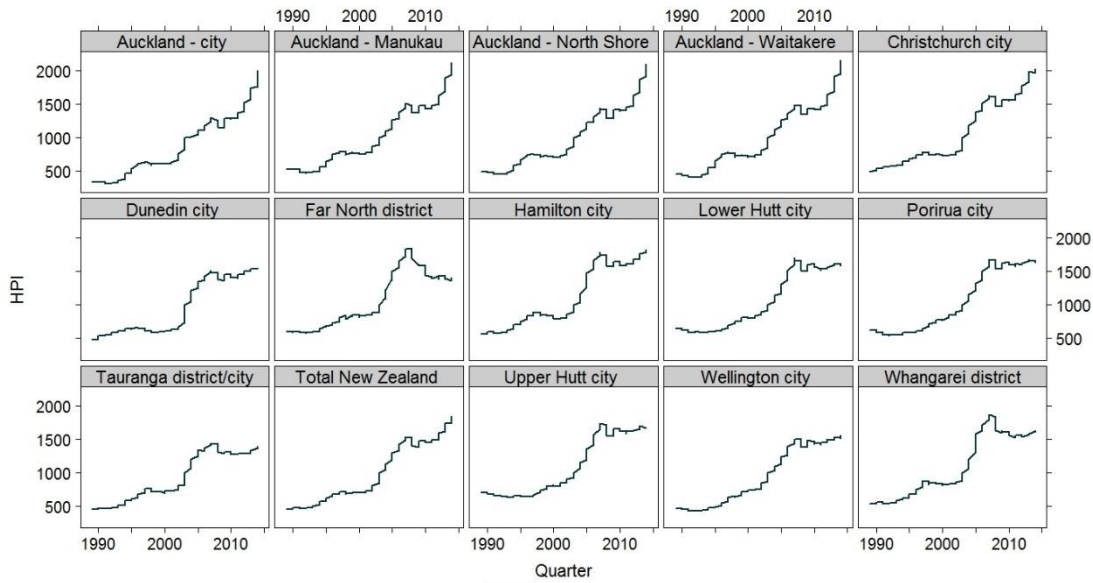 1990 2000 2010 1990 2000 2010
Auckland - city Auckland - Manukau Auckland - North Shore Auckland - Waitakere Christchurch city
2000
1500
1000
500
Dunedin city Far North district Hamilton city Lower Hutt city Porirua city
2000
1500
1000
500
HPI
Tauranga district/city Total New Zealand Upper Hutt city Wellington city Whangarei district
2000
1500
1000
500
1990 2000 2010 1990 2000 2010 1990 2000 2010
Quarter